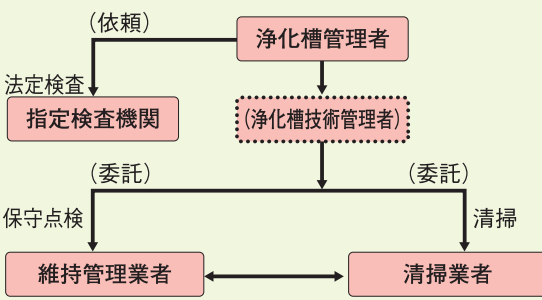 （依頼）
浄化槽管理者
法定検査
指定検査機関
（浄化槽技術管理者）
（委託）
（委託）
保守点検
清掃
維持管理業者
清掃業者